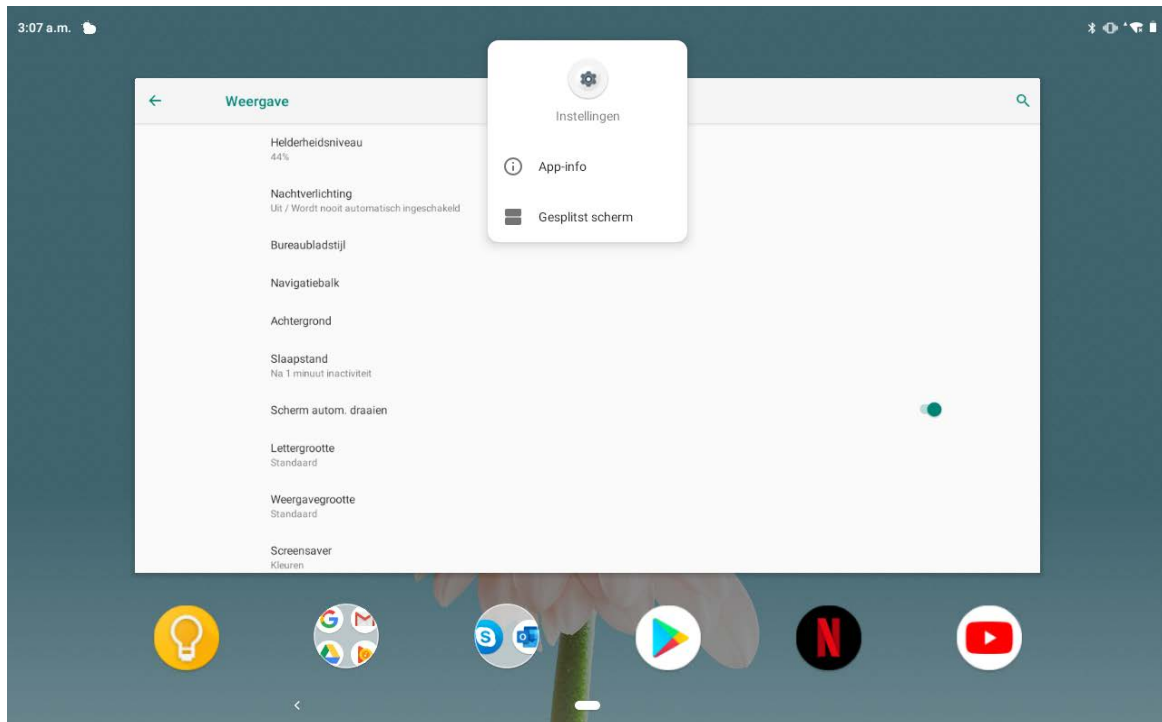 3:07 a.m.
Instellingen
App-info
Gesplitst scherm
Weergave
Helderheidsniveau
44%
Nachtverlichting
Uit / Wordt nooit automatisch ingeschakeld
Bureaubladstijl
Navigatiebalk
Achtergrond
Slaapstand
Na 1 minuut inactiviteit
Scherm autom. draaien
Lettergrootte
Standaard
Weergavegrootte
Standaard
Screensaver
Kleuren